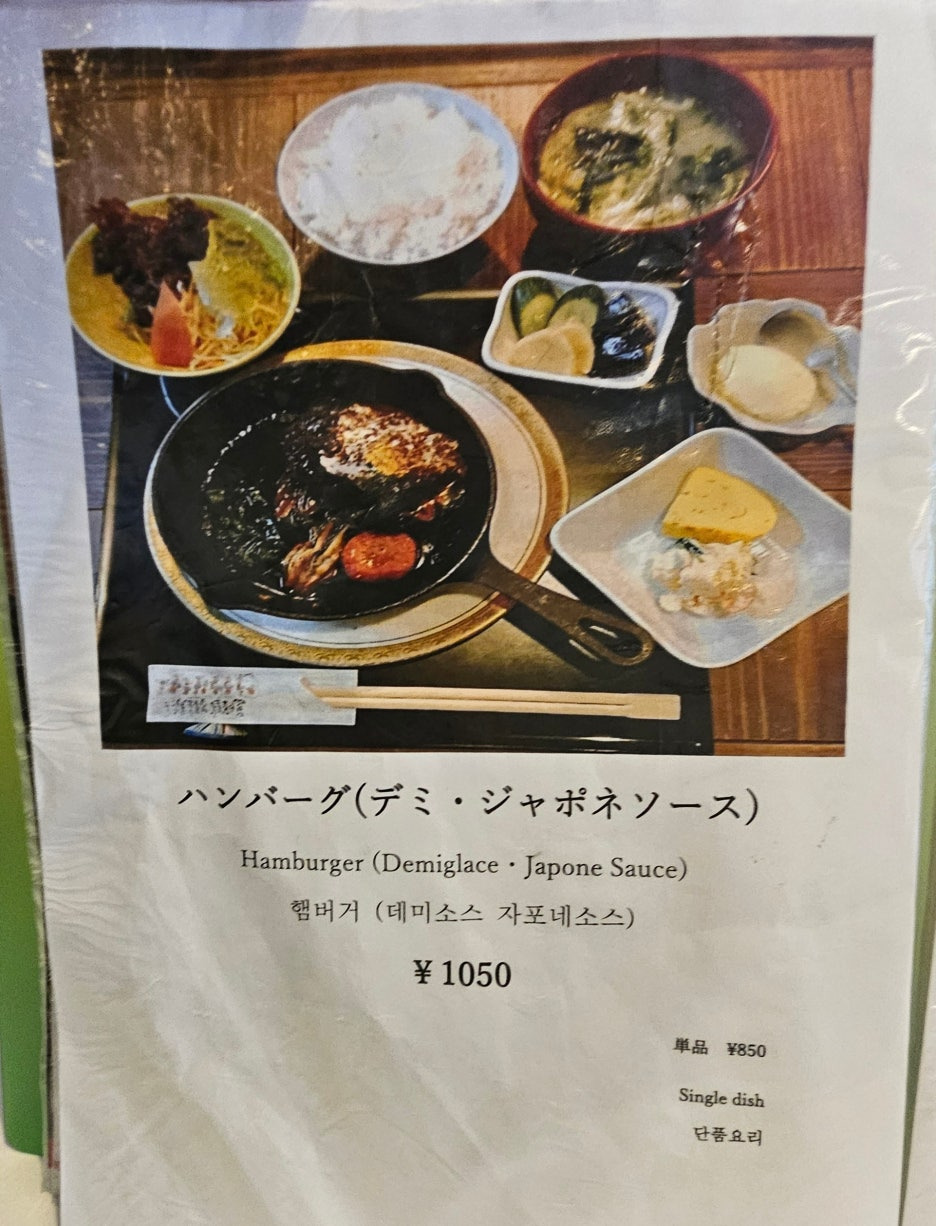 ハンバーグ(デミ・ジャポネソース)
Hamburger (Demiglace・Japone Sauce)
햄버거 (데미소스 자포네소스)
¥1050
単品 ¥850
Single dish
단품요리